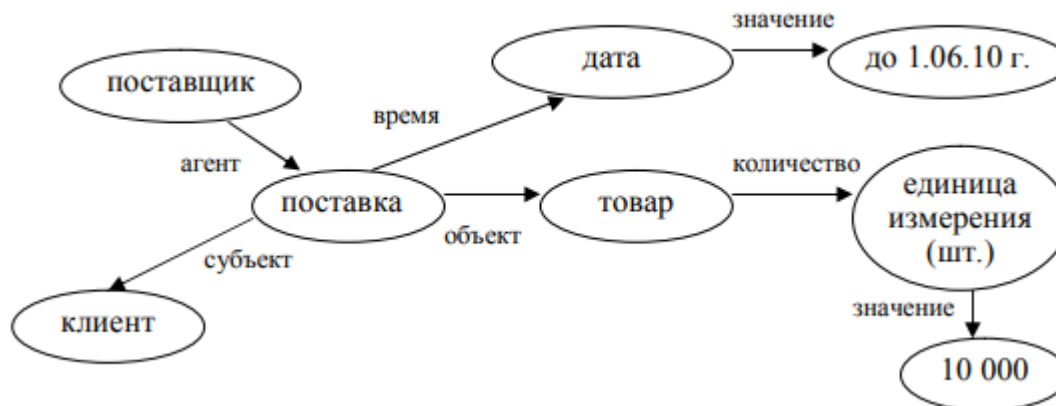 значение
поставщик
дата
до 1.06.10 г.
время
агент
количество
поставка
товар
единица
измерения
(шт.)
объект
субъект
клиент
значение
10 000